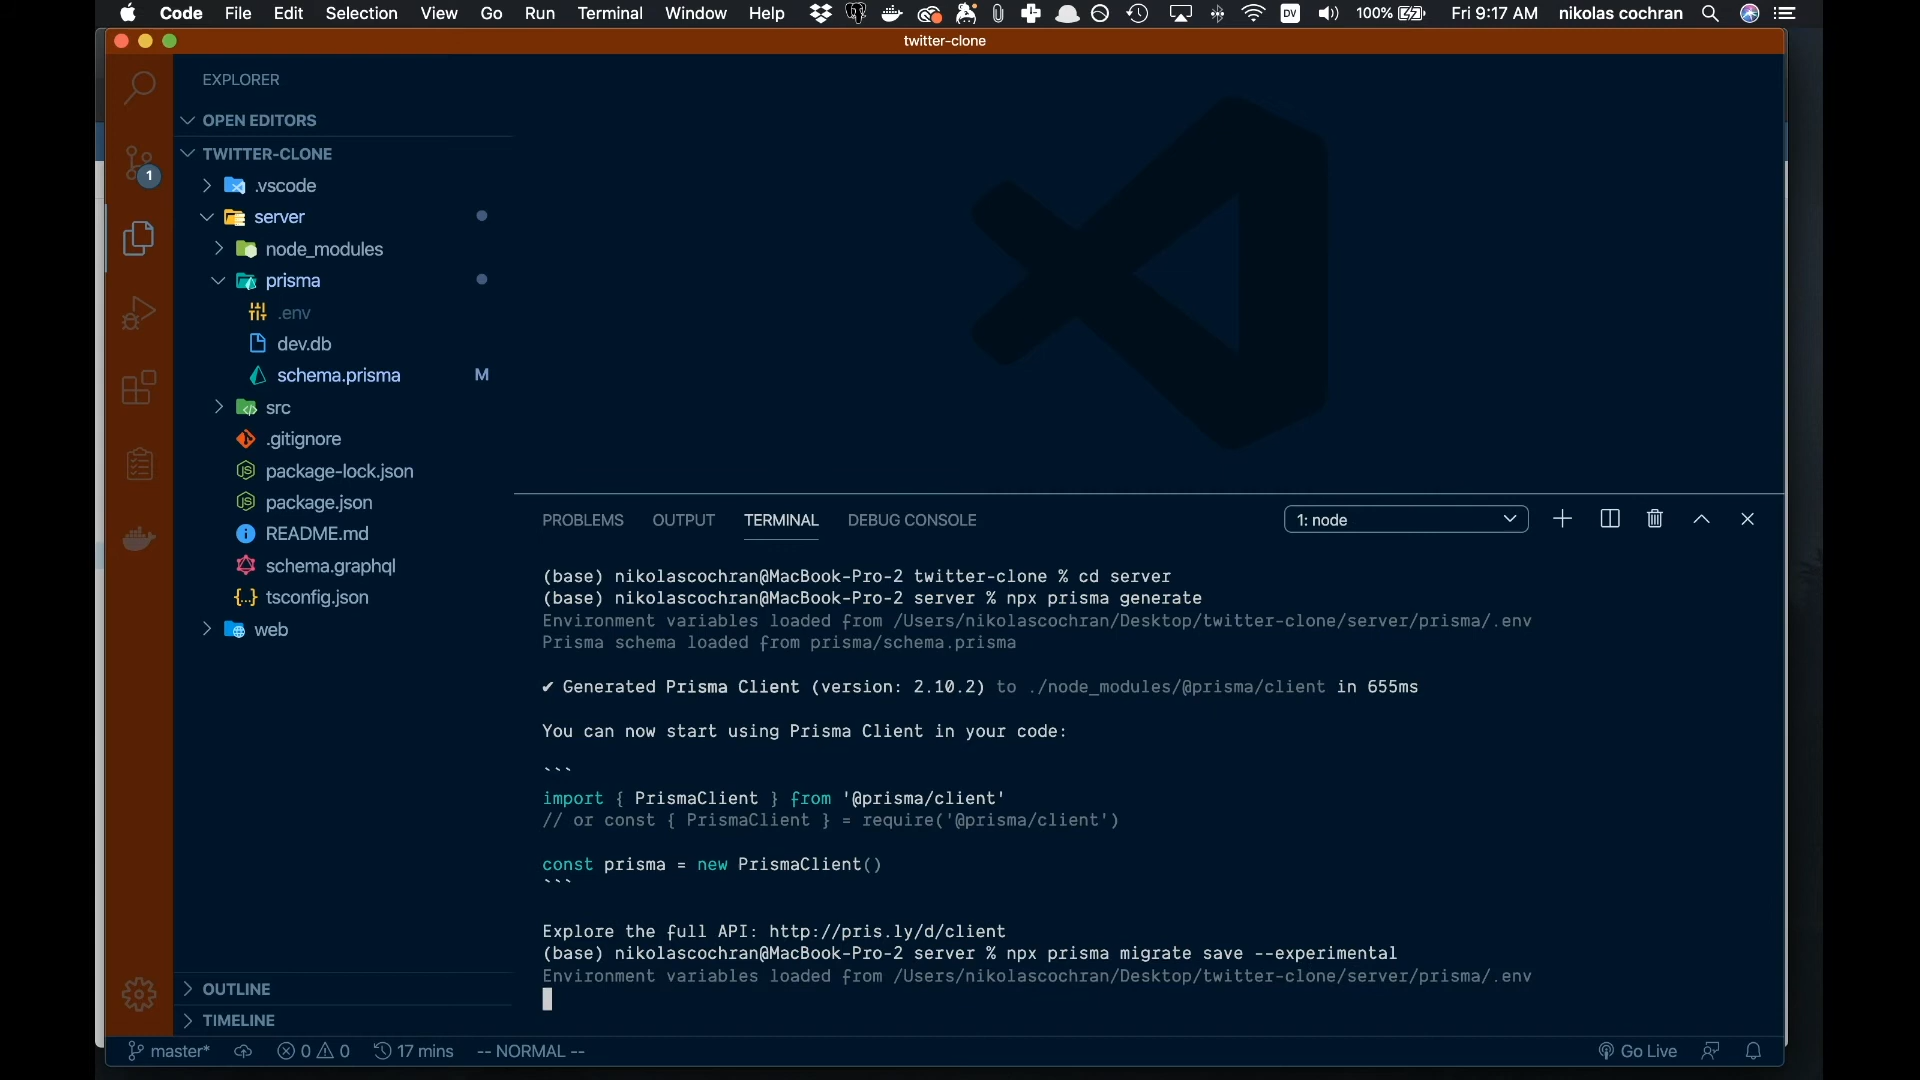 Code File Edit Selection View Go Run Terminal Window Help DV 100% Fri 9:17 AM nikolas cochran
twitter-clone
EXPLORER
OPEN EDITORS
TWITTER-CLONE
1
.vscode
server
node_modules
prisma
.env
dev.db
schema.prisma M
src
.gitignore
package-lock.json
package.json
README.md
schema.graphql
tsconfig.json
web
OUTLINE
TIMELINE
PROBLEMS OUTPUT TERMINAL DEBUG CONSOLE 1: node
(base) nikolascochran@MacBook-Pro-2 twitter-clone % cd server
(base) nikolascochran@MacBook-Pro-2 server % npx prisma generate
Environment variables loaded from /Users/nikolascochran/Desktop/twitter-clone/server/prisma/.env
Prisma schema loaded from prisma/schema.prisma
✔ Generated Prisma Client (version: 2.10.2) to ./node_modules/@prisma/client in 655ms
You can now start using Prisma Client in your code:
```
import { PrismaClient } from '@prisma/client'
// or const { PrismaClient } = require('@prisma/client')
const prisma = new PrismaClient()
```
Explore the full API: http://pris.ly/d/client
(base) nikolascochran@MacBook-Pro-2 server % npx prisma migrate save --experimental
Environment variables loaded from /Users/nikolascochran/Desktop/twitter-clone/server/prisma/.env
master* 0 0 17 mins -- NORMAL -- Go Live